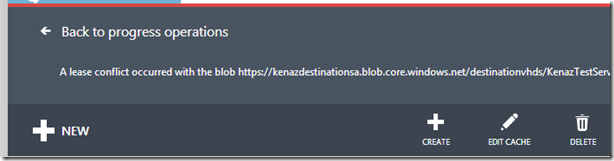 Back to progress operations
A lease conflict occurred with the blob https://kenazdestinationsa.blob.core.windows.net/destinationvhds/KenazTestServ
NEW
CREATE
EDIT CACHE
DELETE